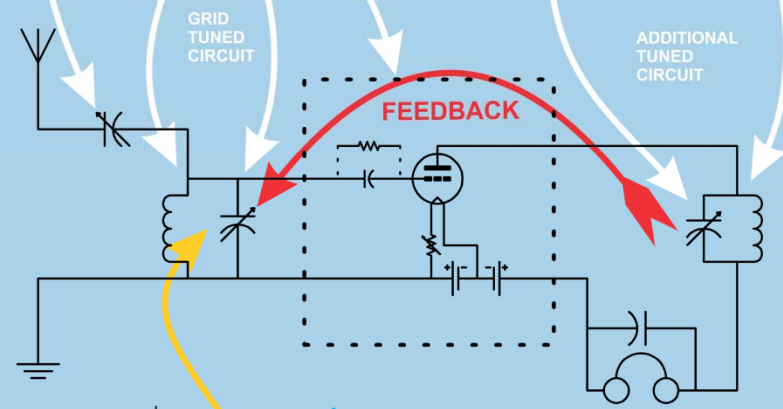 GRID
TUNED
CIRCUIT
ADDITIONAL
TUNED
CIRCUIT
FEEDBACK
+ -
- +